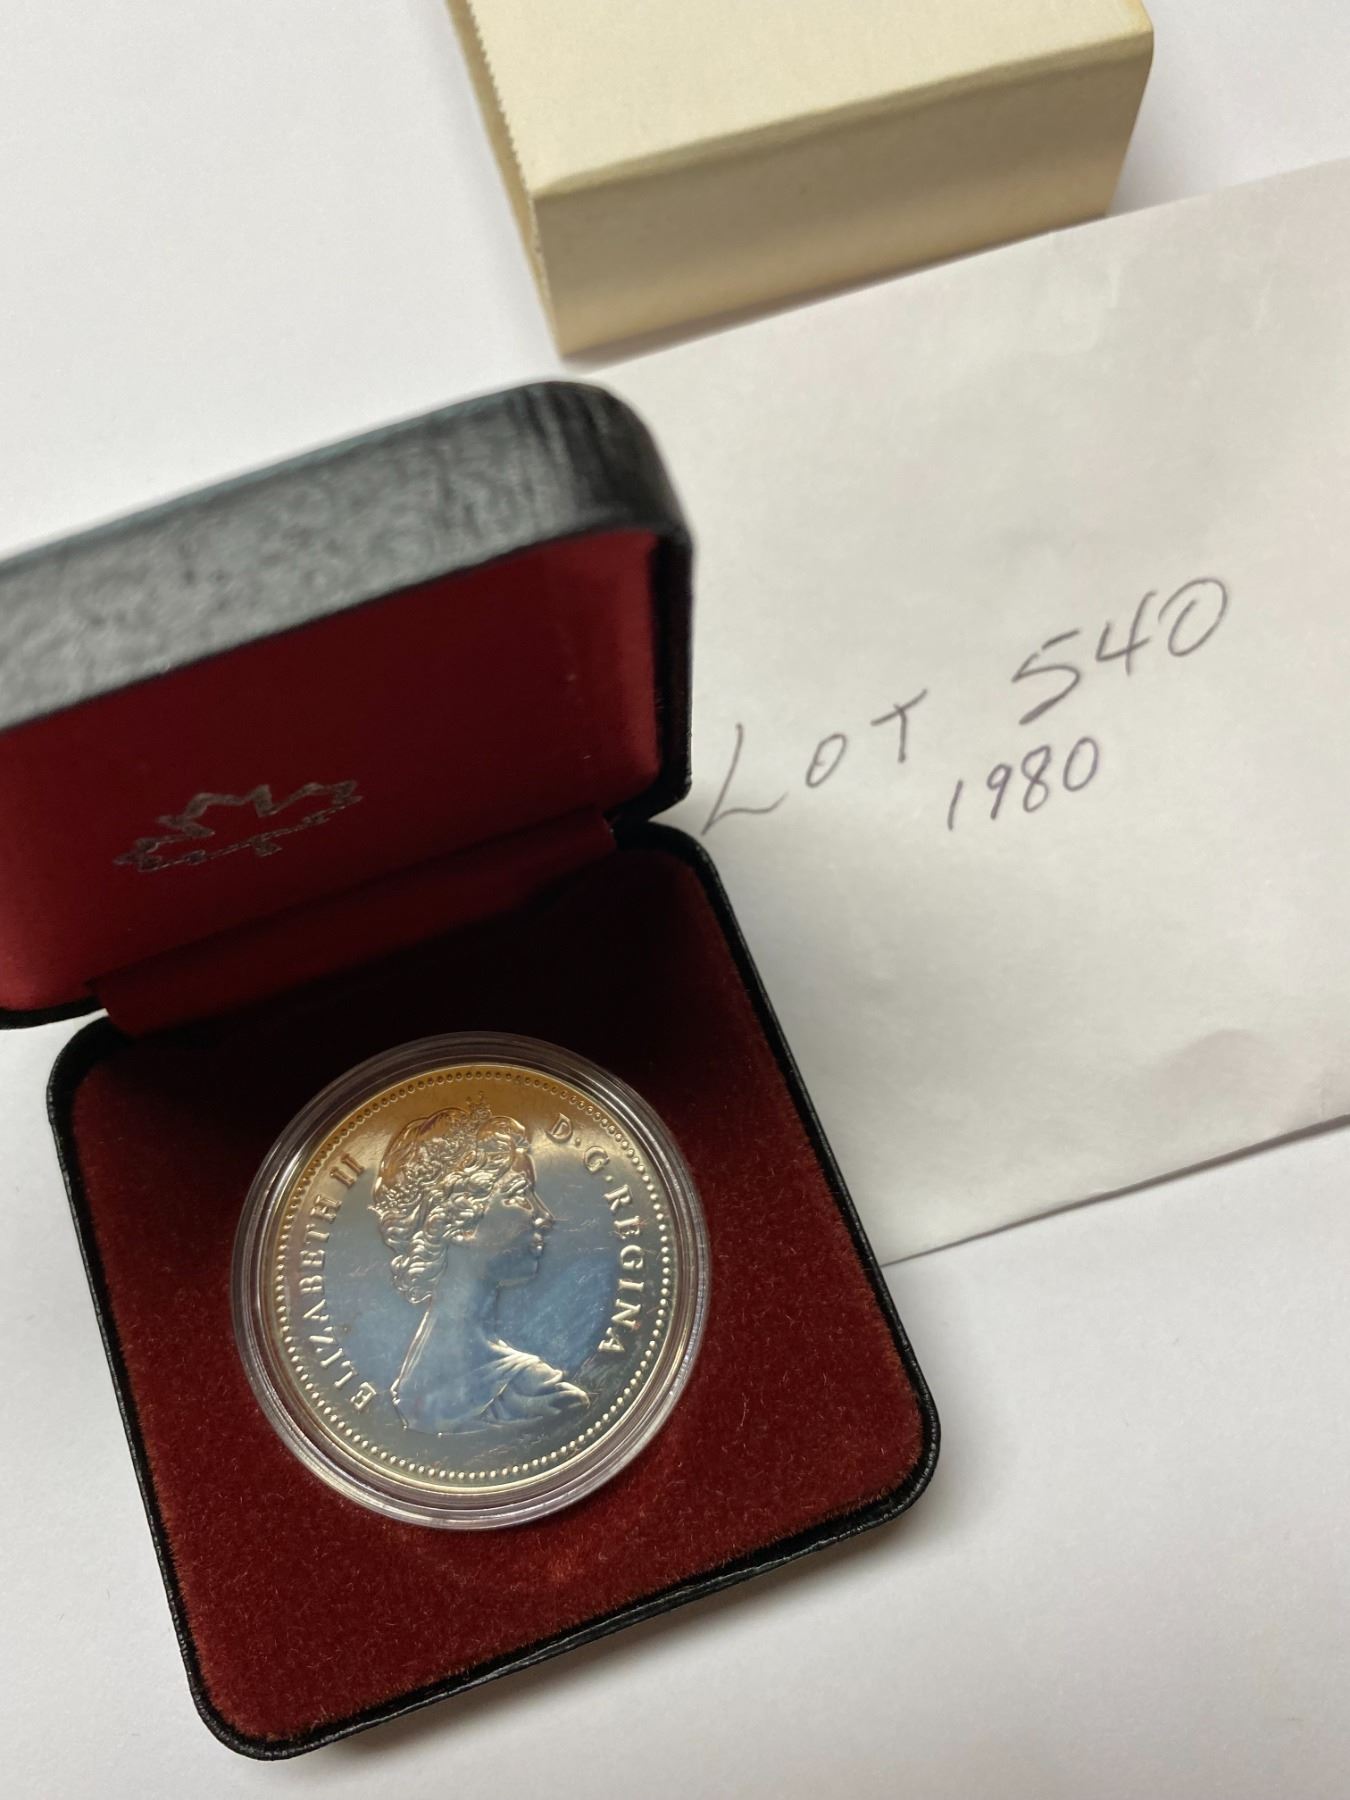 LOT 540
1980
ELIZABETH II D·G·REGINA